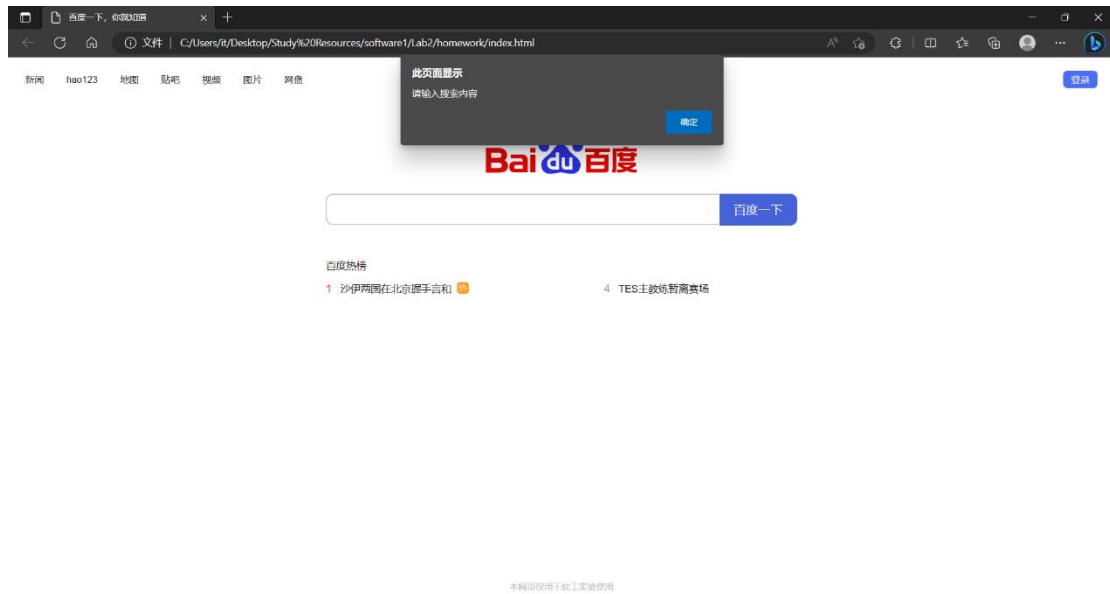 百度一下，你就知道
文件 | C:/Users/it/Desktop/Study%20Resources/software1/Lab2/homework/index.html
新闻 hao123 地图 贴吧 视频 图片 网盘
登录
此页面显示
请输入搜索内容
确定
Bai du 百度
百度一下
百度热榜
1 沙伊两国在北京握手言和 热
4 TES主教练暂离赛场
本网页仅用于软工实验使用